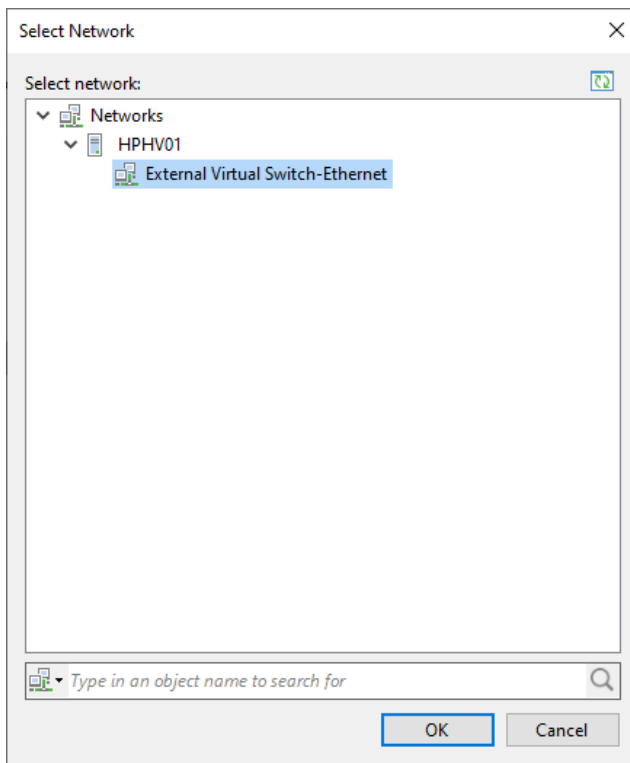 Select Network
Select network:
Networks
HPHV01
External Virtual Switch-Ethernet
Type in an object name to search for
OK
Cancel